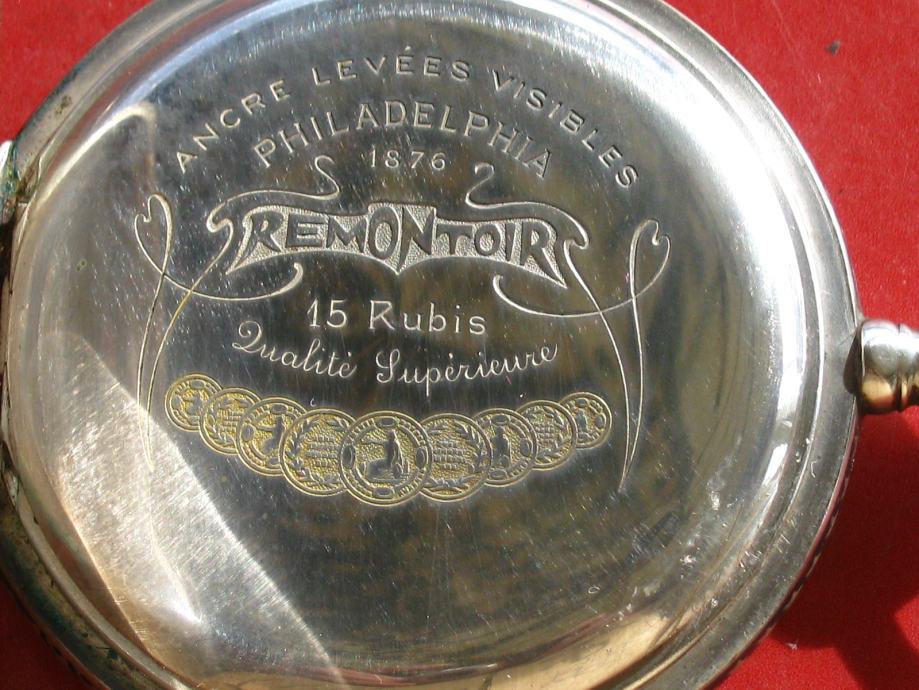 ANCRE LEVÉES VISIBLES
PHILADELPHIA
1876
REMONTOIR
15 Rubis
Qualité Supérieure